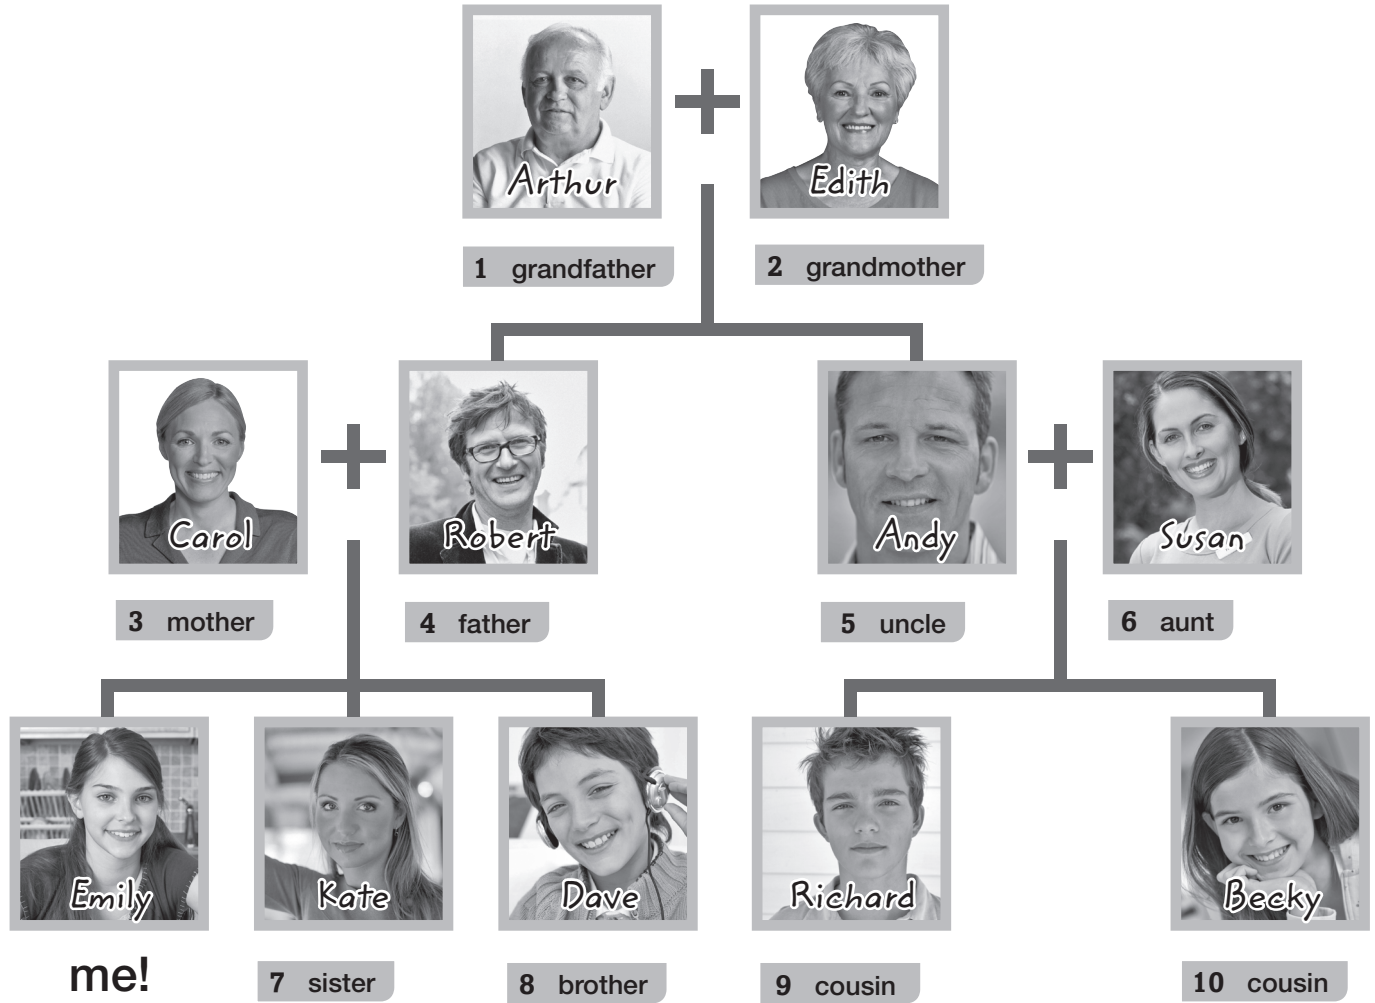 Arthur
Edith
1 grandfather
2 grandmother
Carol
Robert
Andy
Susan
3 mother
4 father
5 uncle
6 aunt
Emily
Kate
Dave
Richard
Becky
me!
7 sister
8 brother
9 cousin
10 cousin